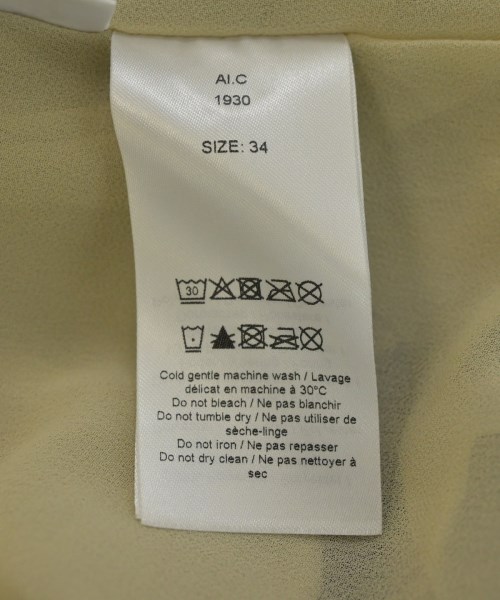 AI.C
1930
SIZE: 34
30
Cold gentle machine wash / Lavage
délicat en machine à 30°C
Do not bleach / Ne pas blanchir
Do not tumble dry / Ne pas utiliser de
sèche-linge
Do not iron / Ne pas repasser
Do not dry clean / Ne pas nettoyer à
sec